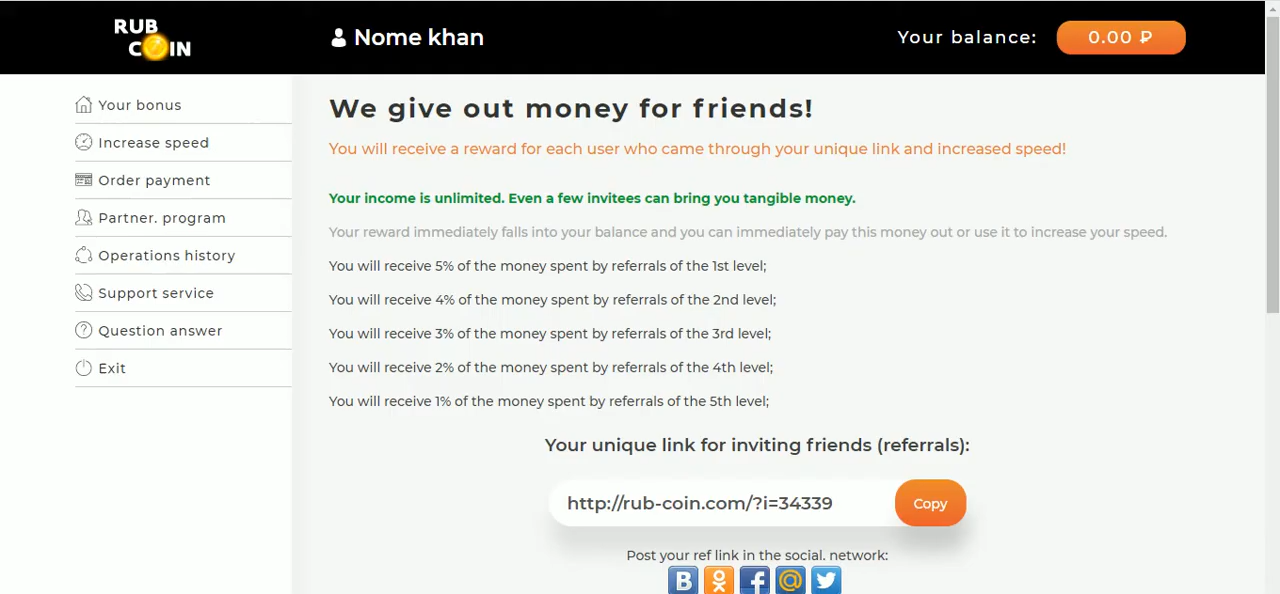 RUB
COIN
Nome khan
Your balance:
0.00 ₽
Your bonus
Increase speed
Order payment
Partner. program
Operations history
Support service
Question answer
Exit
We give out money for friends!
You will receive a reward for each user who came through your unique link and increased speed!
Your income is unlimited. Even a few invitees can bring you tangible money.
Your reward immediately falls into your balance and you can immediately pay this money out or use it to increase your speed.
You will receive 5% of the money spent by referrals of the 1st level;
You will receive 4% of the money spent by referrals of the 2nd level;
You will receive 3% of the money spent by referrals of the 3rd level;
You will receive 2% of the money spent by referrals of the 4th level;
You will receive 1% of the money spent by referrals of the 5th level;
Your unique link for inviting friends (referrals):
http://rub-coin.com/?i=34339
Copy
Post your ref link in the social. network: